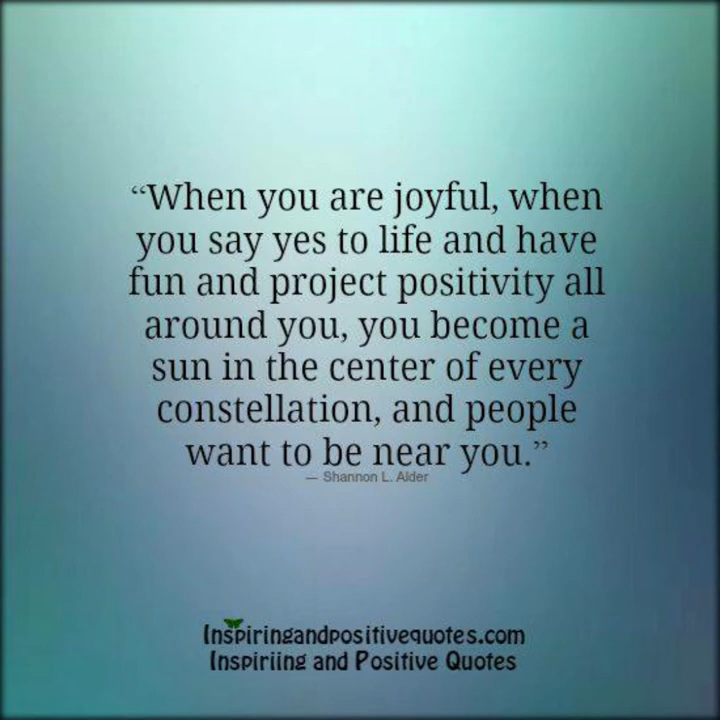 “When you are joyful, when
you say yes to life and have
fun and project positivity all
around you, you become a
sun in the center of every
constellation, and people
want to be near you.”
— Shannon L. Alder
Inspiringandpositivequotes.com
Inspiriing and Positive Quotes